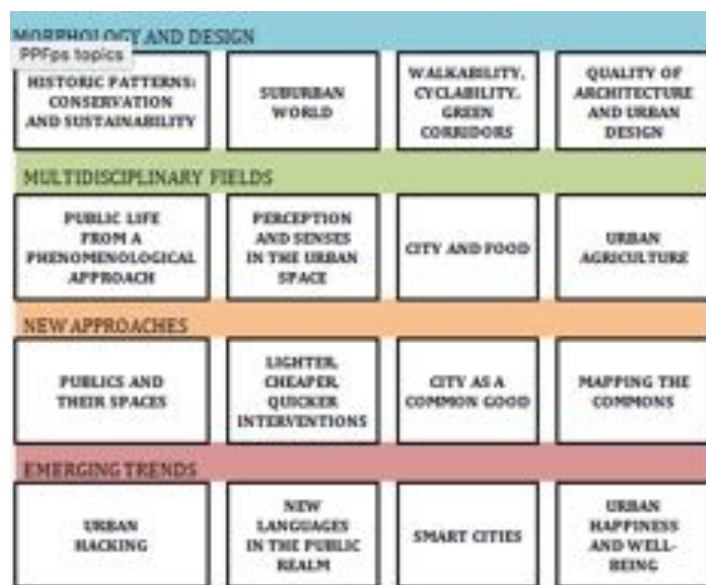 MORPHOLOGY AND DESIGN
PPFps topics
HISTORIC PATTERNS:
CONSERVATION
AND SUSTAINABILITY
SUBURBAN
WORLD
WALKABILITY,
CYCLABILITY,
GREEN
CORRIDORS
QUALITY OF
ARCHITECTURE
AND URBAN
DESIGN
MULTIDISCIPLINARY FIELDS
PUBLIC LIFE
FROM A
PHENOMENOLOGICAL
APPROACH
PERCEPTION
AND SENSES
IN THE URBAN
SPACE
CITY AND FOOD
URBAN
AGRICULTURE
NEW APPROACHES
PUBLICS AND
THEIR SPACES
LIGHTER,
CHEAPER,
QUICKER
INTERVENTIONS
CITY AS A
COMMON GOOD
MAPPING THE
COMMONS
EMERGING TRENDS
URBAN
HACKING
NEW
LANGUAGES
IN THE PUBLIC
REALM
SMART CITIES
URBAN
HAPPINESS
AND WELL-
BEING